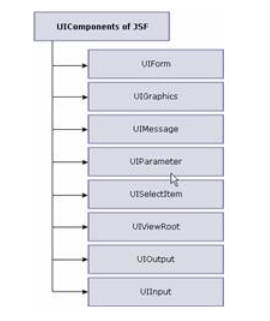 UIComponents of JSF
UIForm
UIGraphics
UIMessage
UIParameter
UISelectItem
UIViewRoot
UIOutput
UIInput